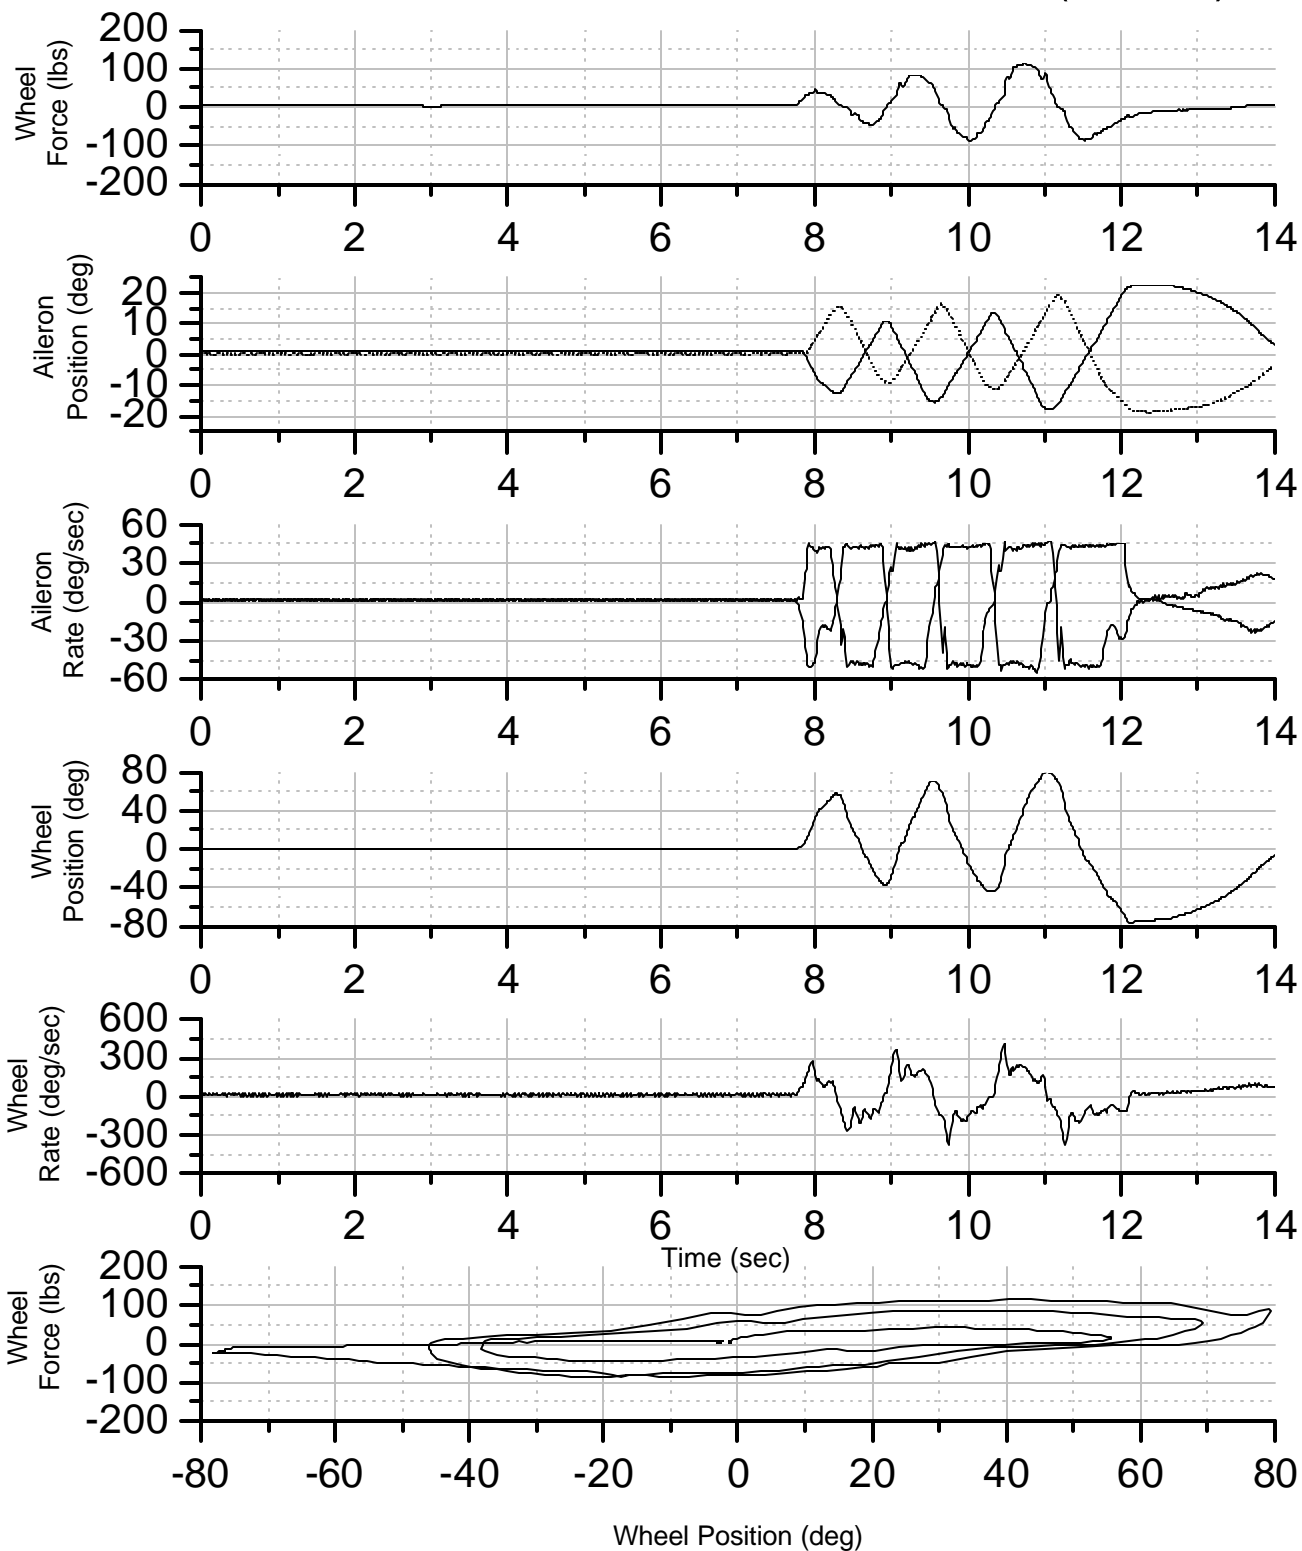 200
100
0
-100
-200
Wheel
Force (lbs)
0 2 4 6 8 10 12 14
20
10
0
-10
-20
Aileron
Position (deg)
0 2 4 6 8 10 12 14
60
30
0
-30
-60
Aileron
Rate (deg/sec)
0 2 4 6 8 10 12 14
80
40
0
-40
-80
Wheel
Position (deg)
0 2 4 6 8 10 12 14
600
300
0
-300
-600
Wheel
Rate (deg/sec)
0 2 4 6 8 10 12 14
Time (sec)
200
100
0
-100
-200
Wheel
Force (lbs)
-80 -60 -40 -20 0 20 40 60 80
Wheel Position (deg)